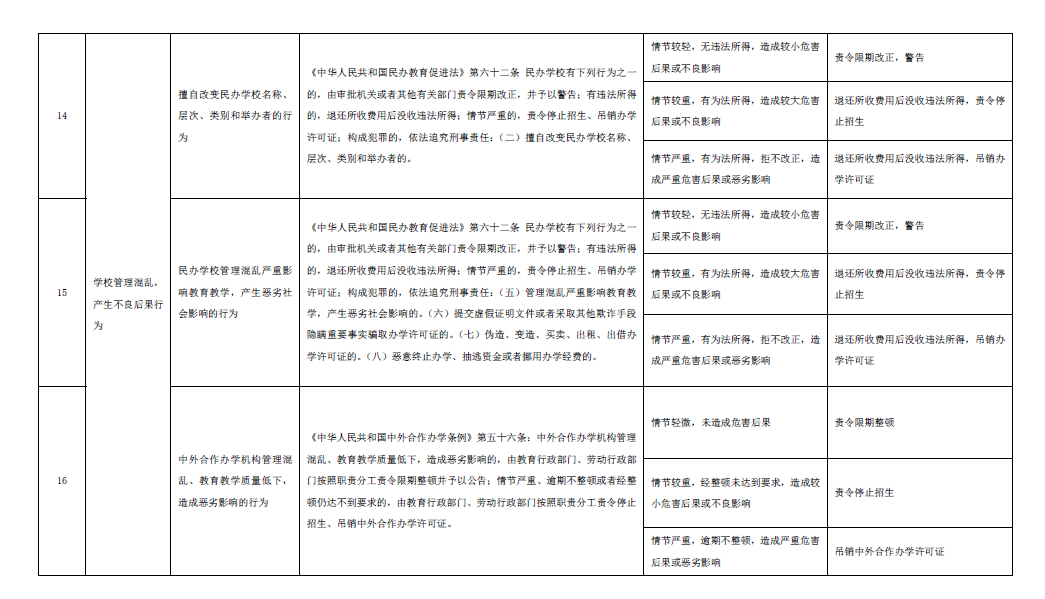 14
学校管理混乱，
产生不良后果行
为
擅自改变民办学校名称、
层次、类别和举办者的行
为
《中华人民共和国民办教育促进法》第六十二条 民办学校有下列行为之一
的，由审批机关或者其他有关部门责令限期改正，并予以警告；有违法所得
的，退还所收费用后没收违法所得；情节严重的，责令停止招生、吊销办学
许可证；构成犯罪的，依法追究刑事责任：（二）擅自改变民办学校名称、
层次、类别和举办者的。
情节较轻，无违法所得，造成较小危害
后果或不良影响
责令限期改正，警告
情节较重，有为法所得，造成较大危害
后果或不良影响
退还所收费用后没收违法所得，责令停
止招生
情节严重，有为法所得，拒不改正，造
成严重危害后果或恶劣影响
退还所收费用后没收违法所得，吊销办
学许可证
15
民办学校管理混乱严重影
响教育教学，产生恶劣社
会影响的行为
《中华人民共和国民办教育促进法》第六十二条 民办学校有下列行为之一
的，由审批机关或者其他有关部门责令限期改正，并予以警告；有违法所得
的，退还所收费用后没收违法所得；情节严重的，责令停止招生、吊销办学
许可证；构成犯罪的，依法追究刑事责任：（五）管理混乱严重影响教育教
学，产生恶劣社会影响的。（六）提交虚假证明文件或者采取其他欺诈手段
隐瞒重要事实骗取办学许可证的。（七）伪造、变造、买卖、出租、出借办
学许可证的。（八）恶意终止办学、抽逃资金或者挪用办学经费的。
情节较轻，无违法所得，造成较小危害
后果或不良影响
责令限期改正，警告
情节较重，有为法所得，造成较大危害
后果或不良影响
退还所收费用后没收违法所得，责令停
止招生
情节严重，有为法所得，拒不改正，造
成严重危害后果或恶劣影响
退还所收费用后没收违法所得，吊销办
学许可证
16
中外合作办学机构管理混
乱、教育教学质量低下，
造成恶劣影响的行为
《中华人民共和国中外合作办学条例》第五十六条：中外合作办学机构管理
混乱、教育教学质量低下，造成恶劣影响的，由教育行政部门、劳动行政部
门按照职责分工责令限期整顿并予以公告；情节严重、逾期不整顿或者经整
顿仍达不到要求的，由教育行政部门、劳动行政部门按照职责分工责令停止
招生、吊销中外合作办学许可证。
情节轻微，未造成危害后果
责令限期整顿
情节较重，经整顿未达到要求，造成较
小危害后果或不良影响
责令停止招生
情节严重，逾期不整顿，造成严重危害
后果或恶劣影响
吊销中外合作办学许可证